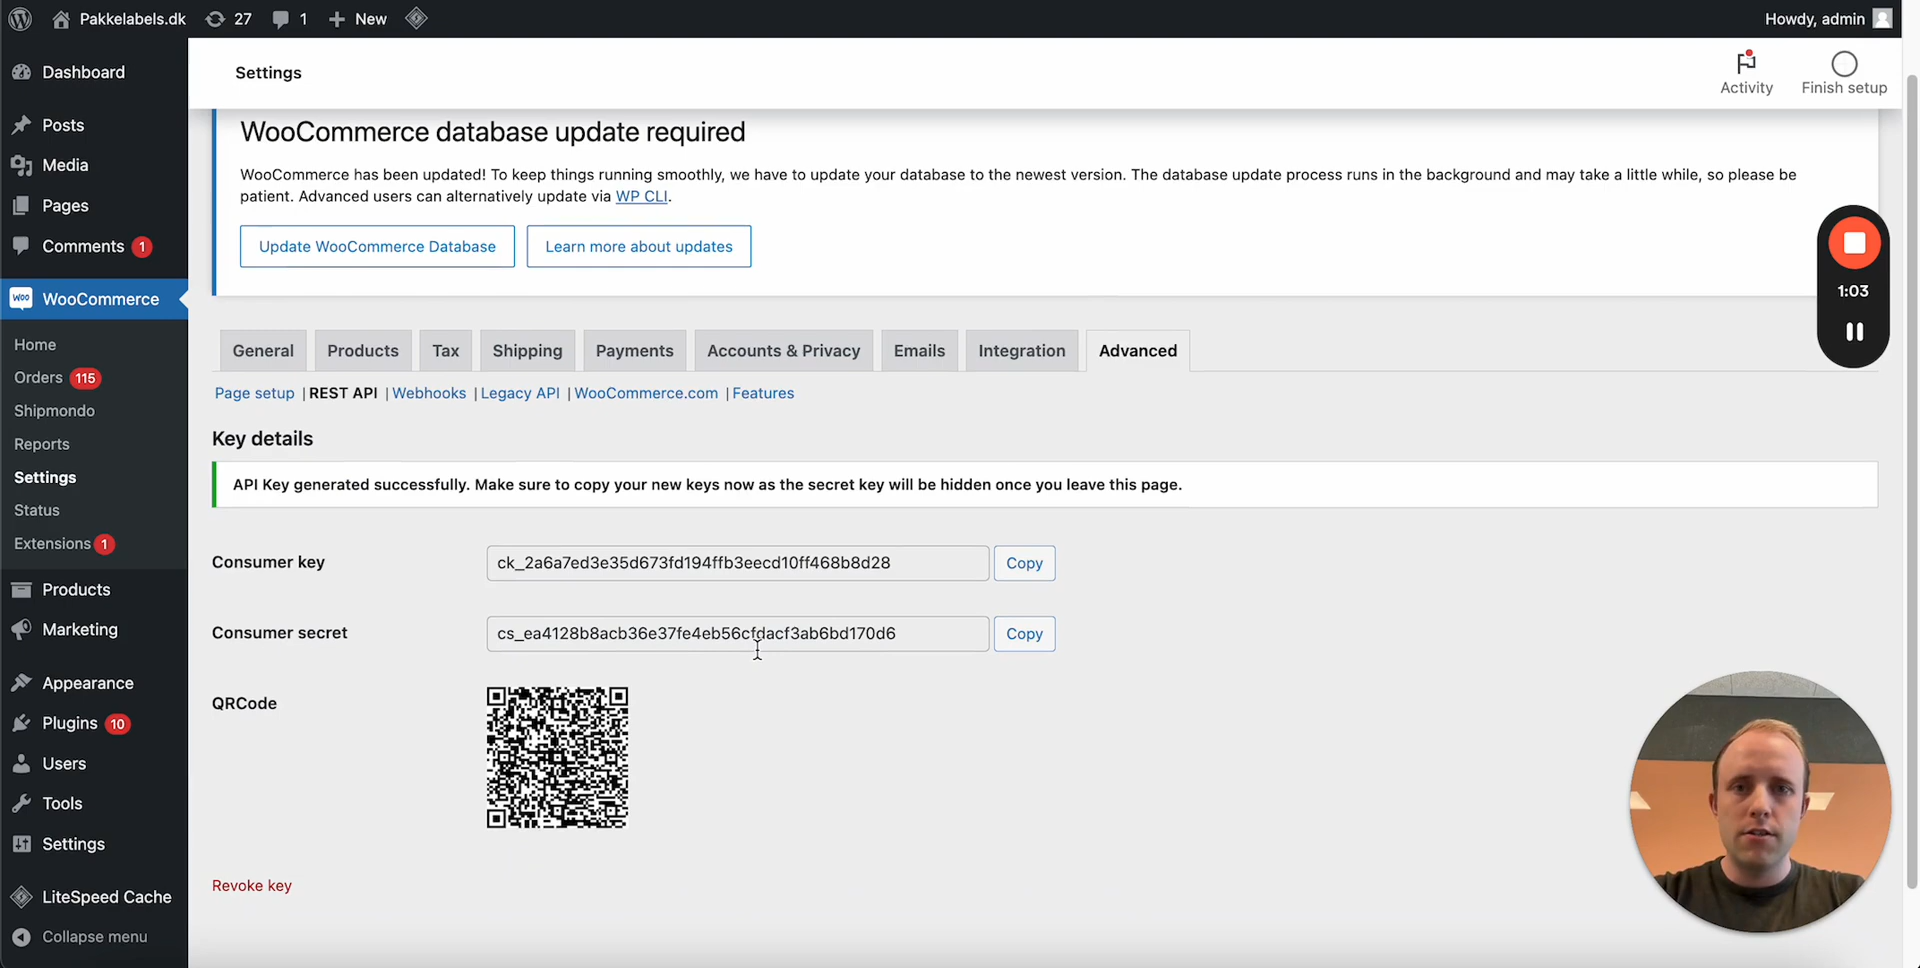 Pakkelabels.dk 27 1 New Howdy, admin
Dashboard
Posts
Media
Pages
Comments 1
WOO WooCommerce
Home
Orders 115
Shipmondo
Reports
Settings
Status
Extensions 1
Products
Marketing
Appearance
Plugins 10
Users
Tools
Settings
LiteSpeed Cache
Collapse menu
Settings
Activity Finish setup
WooCommerce database update required
WooCommerce has been updated! To keep things running smoothly, we have to update your database to the newest version. The database update process runs in the background and may take a little while, so please be
patient. Advanced users can alternatively update via WP CLI.
Update WooCommerce Database Learn more about updates
1:03
General Products Tax Shipping Payments Accounts & Privacy Emails Integration Advanced
Page setup | REST API | Webhooks | Legacy API | WooCommerce.com | Features
Key details
API Key generated successfully. Make sure to copy your new keys now as the secret key will be hidden once you leave this page.
Consumer key ck_2a6a7ed3e35d673fd194ffb3eecd10ff468b8d28 Copy
Consumer secret cs_ea4128b8acb36e37fe4eb56cfdacf3ab6bd170d6 Copy
QRCode
Revoke key